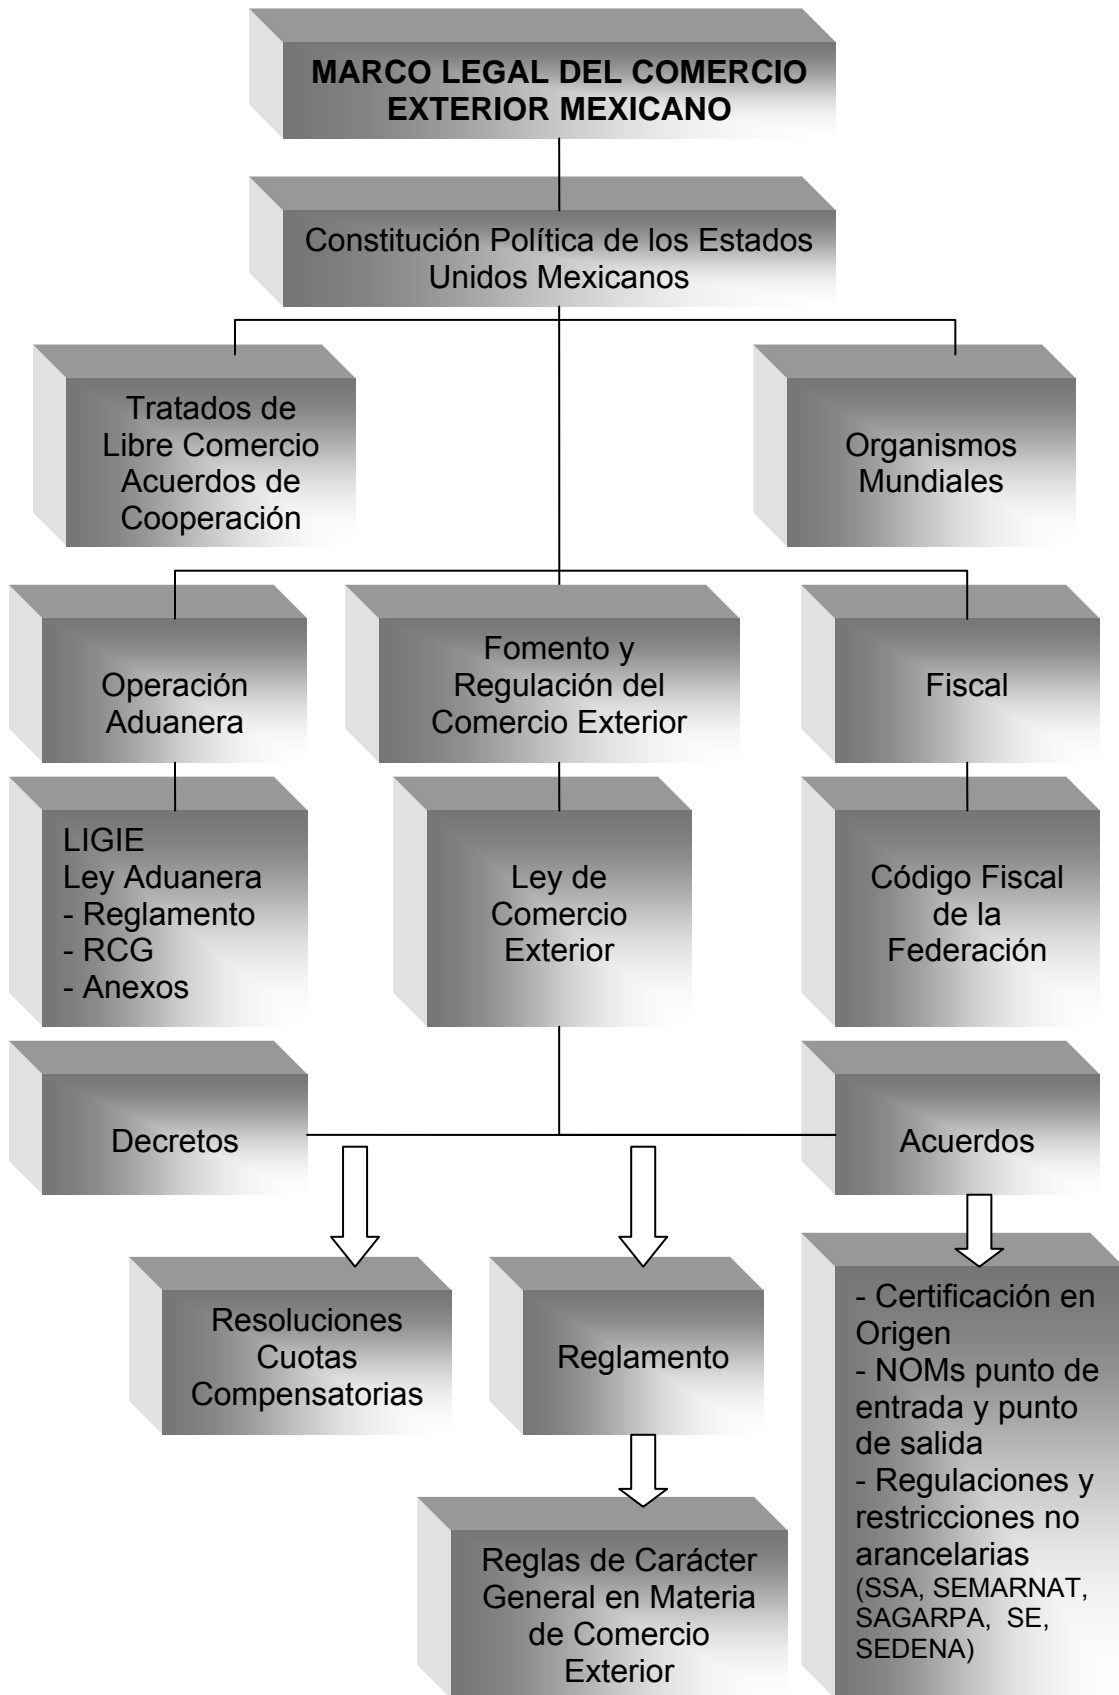 MARCO LEGAL DEL COMERCIO
EXTERIOR MEXICANO
Constitución Política de los Estados
Unidos Mexicanos
Tratados de
Libre Comercio
Acuerdos de
Cooperación
Organismos
Mundiales
Operación
Aduanera
Fomento y
Regulación del
Comercio Exterior
Fiscal
LIGIE
Ley Aduanera
- Reglamento
- RCG
- Anexos
Ley de
Comercio
Exterior
Código Fiscal
de la
Federación
Decretos
Acuerdos
Resoluciones
Cuotas
Compensatorias
Reglamento
- Certificación en
Origen
- NOMs punto de
entrada y punto
de salida
- Regulaciones y
restricciones no
arancelarias
(SSA, SEMARNAT,
SAGARPA, SE,
SEDENA)
Reglas de Carácter
General en Materia
de Comercio
Exterior